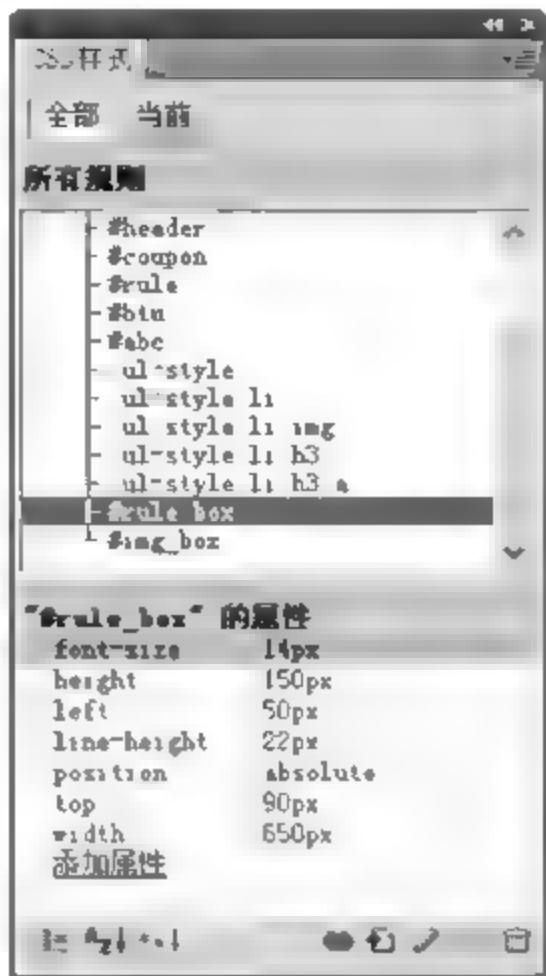 CSS样式
全部 当前
所有规则
#header
#coupon
#rule
#btn
#abc
ul-style
ul-style li
ul style li img
ul-style li h3
ul-style li h3 a
#rule_box
#img_box
"#rule_box" 的属性
font-size 14px
height 150px
left 50px
line-height 22px
position absolute
top 90px
width 650px
添加属性